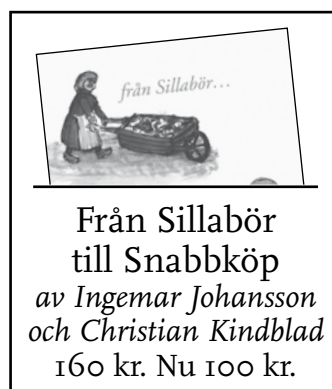 från Sillabör...
Från Sillabör
till Snabbköp
av Ingemar Johansson
och Christian Kindblad
160 kr. Nu 100 kr.